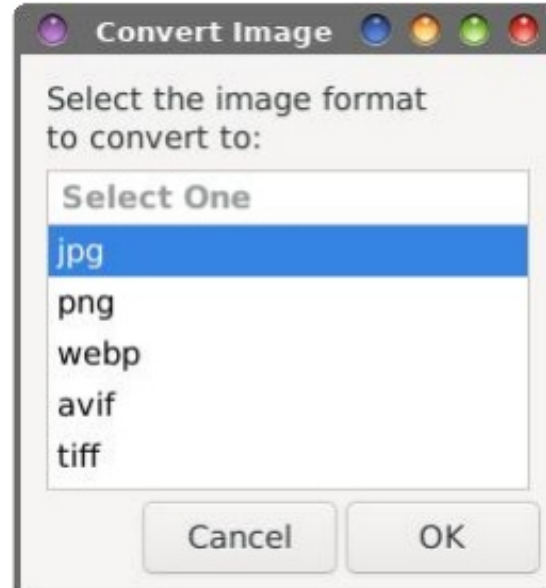 Convert Image
Select the image format
to convert to:
Select One
jpg
png
webp
avif
tiff
Cancel OK